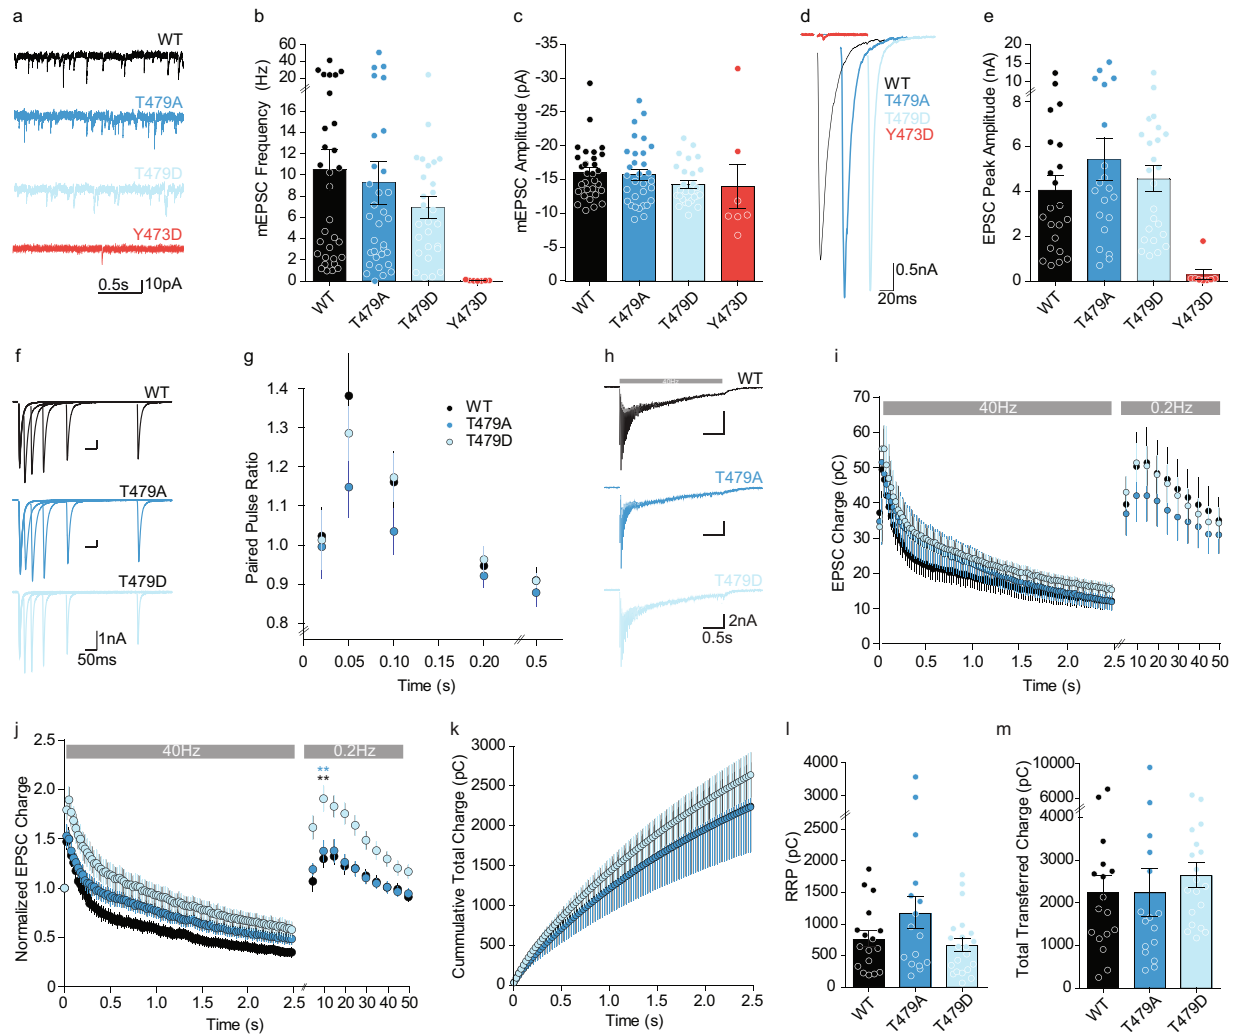 a
WT
T479A
T479D
Y473D
0.5s
10pA
b
mEPSC Frequency (Hz)
60
40
20
16
14
12
10
8
6
4
2
0
WT
T479A
T479D
Y473D
c
mEPSC Amplitude (pA)
-35
-30
-25
-20
-15
-10
-5
0
WT
T479A
T479D
Y473D
d
WT
T479A
T479D
Y473D
0.5nA
20ms
e
EPSC Peak Amplitude (nA)
20
15
10
8
6
4
2
0
WT
T479A
T479D
Y473D
f
WT
T479A
T479D
1nA
50ms
g
Paired Pulse Ratio
1.4
1.3
1.2
1.1
1.0
0.9
0.8
WT
T479A
T479D
0
0.05
0.10
0.20
0.5
Time (s)
h
40Hz
WT
T479A
T479D
2nA
0.5s
i
EPSC Charge (pC)
70
60
50
40
30
20
10
0
40Hz
0.2Hz
0
0.5
1.0
1.5
2.0
2.5
10 20 30 40 50
Time (s)
j
Normalized EPSC Charge
2.5
2.0
1.5
1.0
0.5
0
40Hz
0.2Hz
**
**
0
0.5
1.0
1.5
2.0
2.5
10 20 30 40 50
Time (s)
k
Cummulative Total Charge (pC)
3000
2500
2000
1500
1000
500
0
0
0.5
1.0
1.5
2.0
2.5
Time (s)
l
RRP (pC)
4000
3000
2000
2000
1500
1000
500
0
WT
T479A
T479D
m
Total Transferred Charge (pC)
10000
5000
4000
3000
2000
1000
0
WT
T479A
T479D